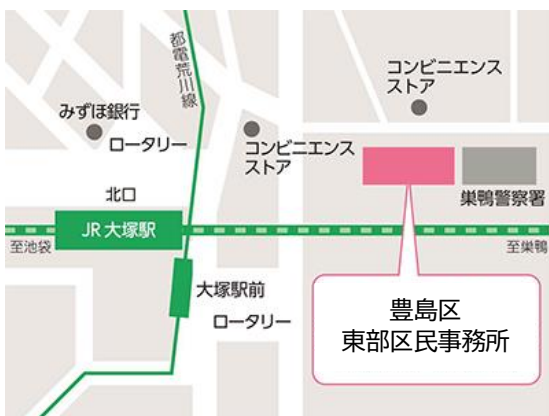 都電荒川線
コンビニエンス
ストア
みずほ銀行
ロータリー
コンビニエンス
ストア
北口
巣鴨警察署
JR 大塚駅
至池袋
至巣鴨
大塚駅前
ロータリー
豊島区
東部区民事務所